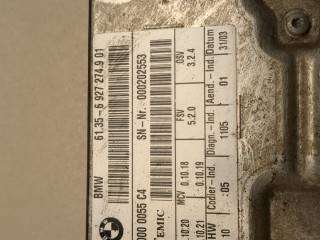 BMW 61.35-6 927 274.9 01
000 0055 C4 SN-Nr. 000202553
TEMIC
MCV FSV OSV
10:20 0.10.18 5.2.0 3.2.4
10.21 0.10.19
HW Codier-Ind. Diagn.-Ind. Aend.-Ind. Datum
10 :05 1105 01 31/03